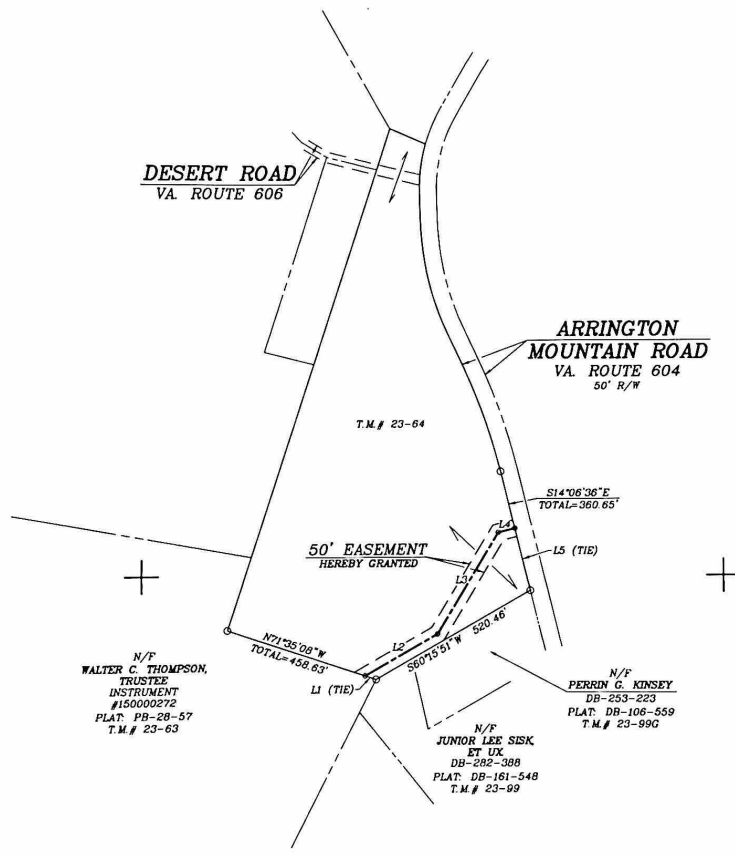 DESERT ROAD
VA. ROUTE 606
ARRINGTON
MOUNTAIN ROAD
VA. ROUTE 604
50' R/W
T.M.# 23-64
S14°06'36"E
TOTAL=360.65'
L4
L5 (TIE)
50' EASEMENT
HEREBY GRANTED
L3
L2
N71°35'08"W
TOTAL=458.63'
S60°15'51"W 520.46'
L1 (TIE)
N/F
WALTER C. THOMPSON,
TRUSTEE
INSTRUMENT
#150000272
PLAT: PB-28-57
T.M.# 23-63
N/F
PERRIN G. KINSEY
DB-253-223
PLAT: DB-106-559
T.M.# 23-99G
N/F
JUNIOR LEE SISK,
ET UX.
DB-282-388
PLAT: DB-161-548
T.M.# 23-99